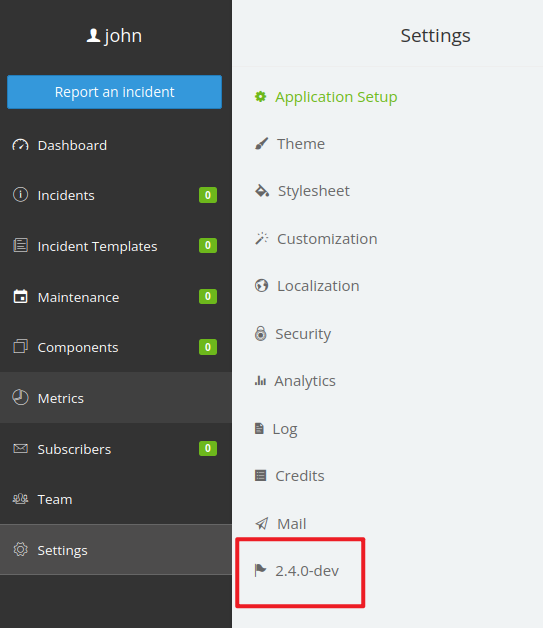 john
Report an incident
Dashboard
Incidents 0
Incident Templates 0
Maintenance 0
Components 0
Metrics
Subscribers 0
Team
Settings
Settings
Application Setup
Theme
Stylesheet
Customization
Localization
Security
Analytics
Log
Credits
Mail
2.4.0-dev